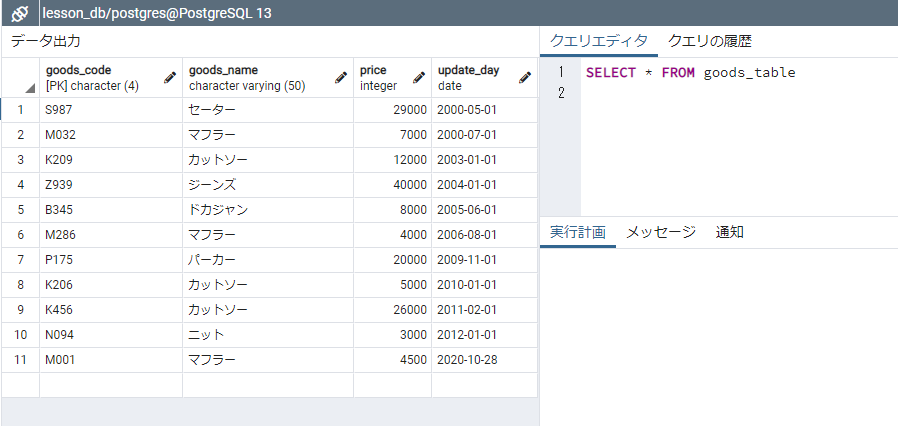 lesson_db/postgres@PostgreSQL 13
データ出力
goods_code goods_name price update_day
[PK] character (4) character varying (50) integer date
1 S987 セーター 29000 2000-05-01
2 M032 マフラー 7000 2000-07-01
3 K209 カットソー 12000 2003-01-01
4 Z939 ジーンズ 40000 2004-01-01
5 B345 ドカジャン 8000 2005-06-01
6 M286 マフラー 4000 2006-08-01
7 P175 パーカー 20000 2009-11-01
8 K206 カットソー 5000 2010-01-01
9 K456 カットソー 26000 2011-02-01
10 N094 ニット 3000 2012-01-01
11 M001 マフラー 4500 2020-10-28
クエリエディタ クエリの履歴
1 SELECT * FROM goods_table
2
実行計画 メッセージ 通知